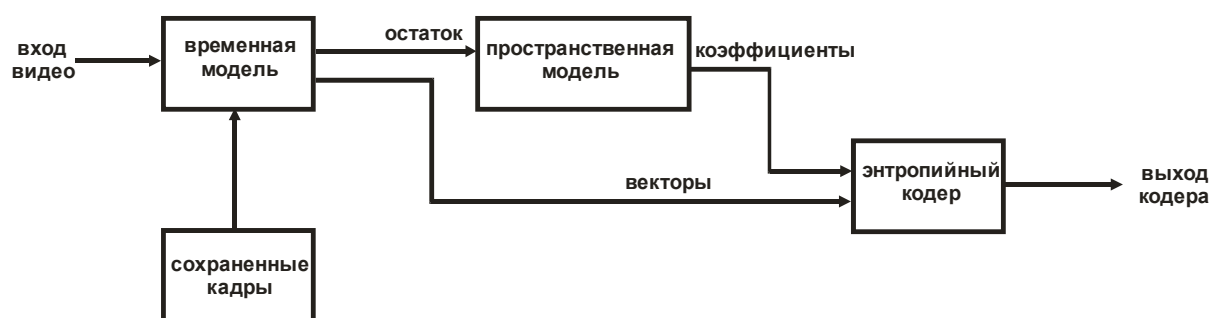 вход
видео
временная
модель
остаток
пространственная
модель
коэффициенты
векторы
энтропийный
кодер
выход
кодера
сохраненные
кадры